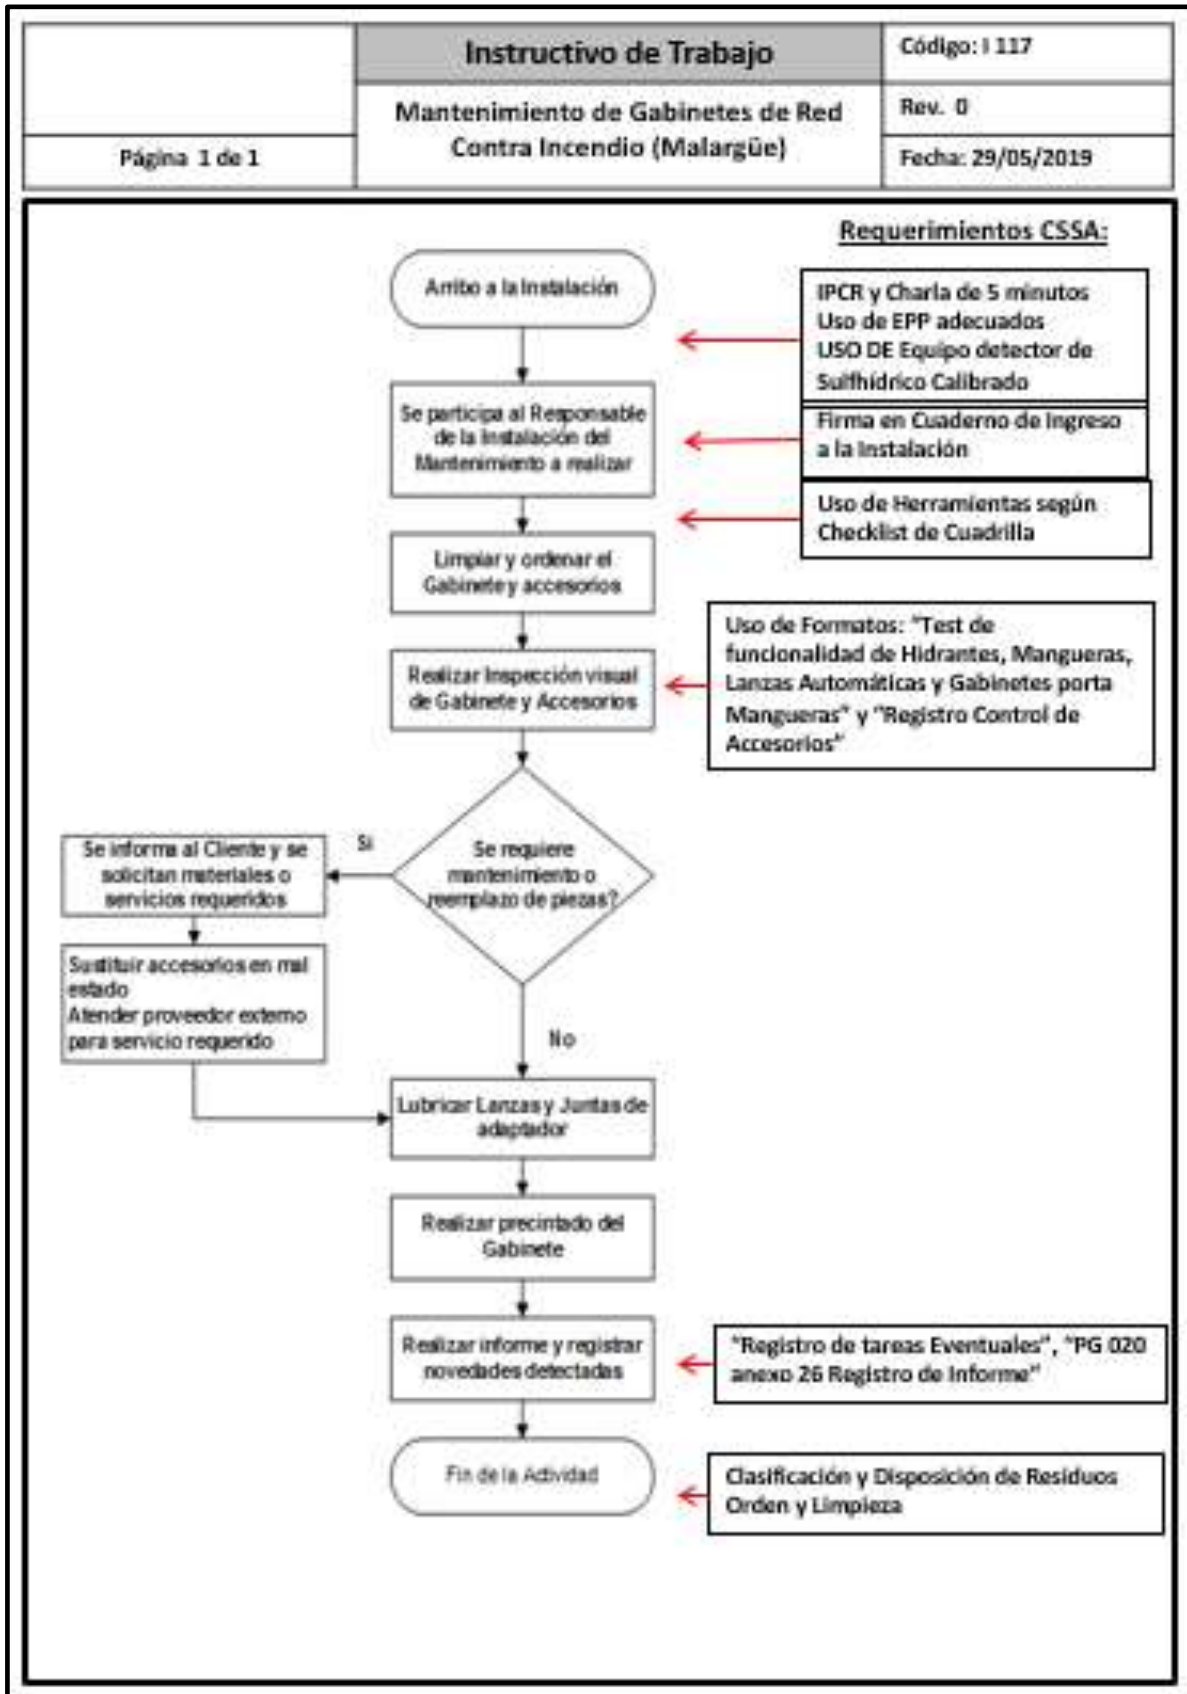 Instructivo de Trabajo
Código: I 117
Mantenimiento de Gabinetes de Red
Contra Incendio (Malargüe)
Rev. 0
Página 1 de 1
Fecha: 29/05/2019
Requerimientos CSSA:
Arribo a la Instalación
IPCR y Charla de 5 minutos
Uso de EPP adecuados
USO DE Equipo detector de
Sulfhídrico Calibrado
Se participa al Responsable
de la Instalación del
Mantenimiento a realizar
Firma en Cuaderno de Ingreso
a la Instalación
Uso de Herramientas según
Checklist de Cuadrilla
Limpiar y ordenar el
Gabinete y accesorios
Realizar Inspección visual
de Gabinete y Accesorios
Uso de Formatos: "Test de
funcionalidad de Hidrantes, Mangueras,
Lanzas Automáticas y Gabinetes porta
Mangueras" y "Registro Control de
Accesorios"
Se requiere
mantenimiento o
reemplazo de piezas?
Si
Se informa al Cliente y se
solicitan materiales o
servicios requeridos
Sustituir accesorios en mal
estado
Atender proveedor externo
para servicio requerido
No
Lubricar Lanzas y Juntas de
adaptador
Realizar precintado del
Gabinete
Realizar informe y registrar
novedades detectadas
"Registro de tareas Eventuales", "PG 020
anexo 26 Registro de Informe"
Fin de la Actividad
Clasificación y Disposición de Residuos
Orden y Limpieza